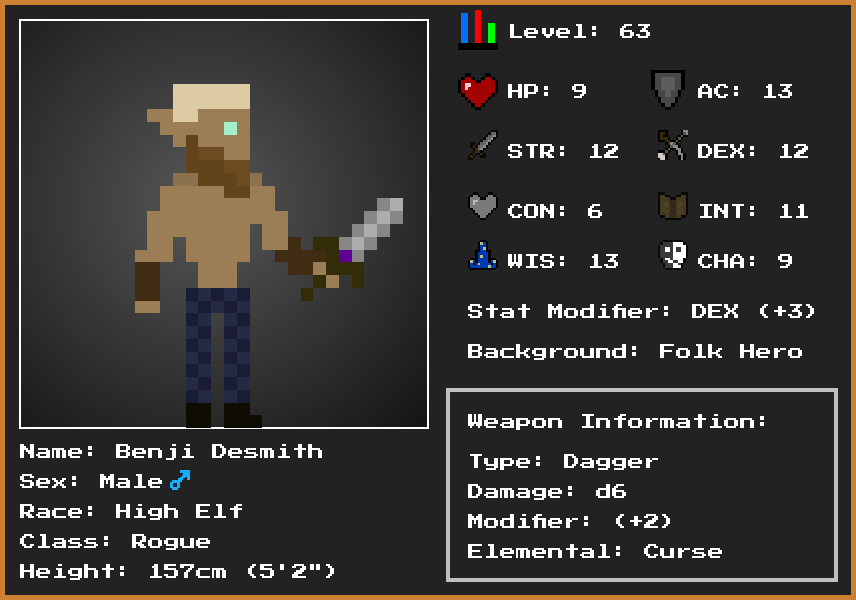 Level: 63
HP: 9
AC: 13
STR: 12
DEX: 12
CON: 6
INT: 11
WIS: 13
CHA: 9
Stat Modifier: DEX (+3)
Background: Folk Hero
Weapon Information:
Type: Dagger
Damage: d6
Modifier: (+2)
Elemental: Curse
Name: Benji Desmith
Sex: Male ♂
Race: High Elf
Class: Rogue
Height: 157cm (5'2")